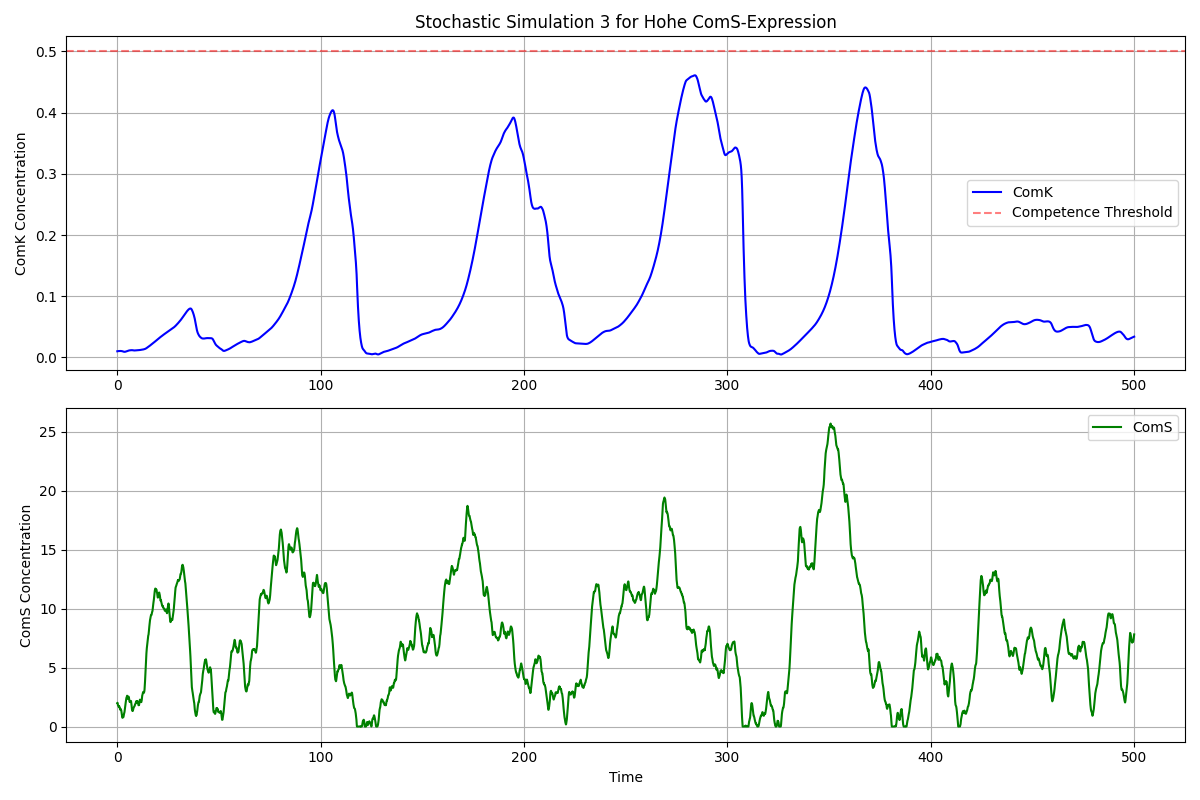 Stochastic Simulation 3 for Hohe ComS-Expression
ComK Concentration
0.5
0.4
0.3
0.2
0.1
0.0
ComK
Competence Threshold
0 100 200 300 400 500
ComS Concentration
25
20
15
10
5
0
ComS
0 100 200 300 400 500
Time